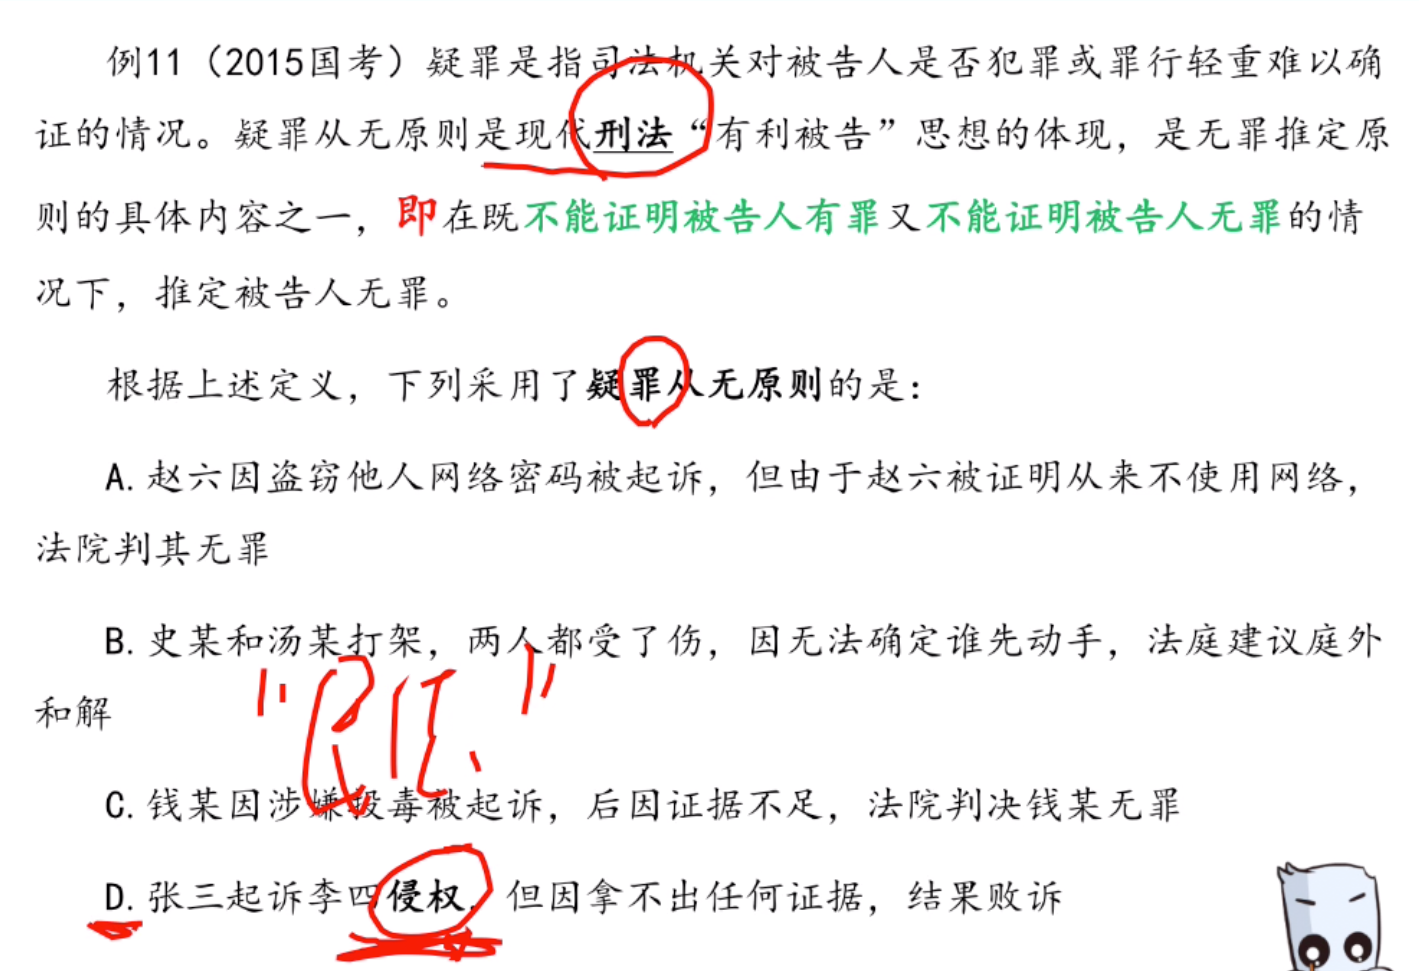 例11（2015国考）疑罪是指司法机关对被告人是否犯罪或罪行轻重难以确
证的情况。疑罪从无原则是现代刑法“有利被告”思想的体现，是无罪推定原
则的具体内容之一，即在既不能证明被告人有罪又不能证明被告人无罪的情
况下，推定被告人无罪。
根据上述定义，下列采用了疑罪从无原则的是：
A. 赵六因盗窃他人网络密码被起诉，但由于赵六被证明从来不使用网络，
法院判其无罪
B. 史某和汤某打架，两人都受了伤，因无法确定谁先动手，法庭建议庭外
和解
C. 钱某因涉嫌投毒被起诉，后因证据不足，法院判决钱某无罪
D. 张三起诉李四侵权，但因拿不出任何证据，结果败诉